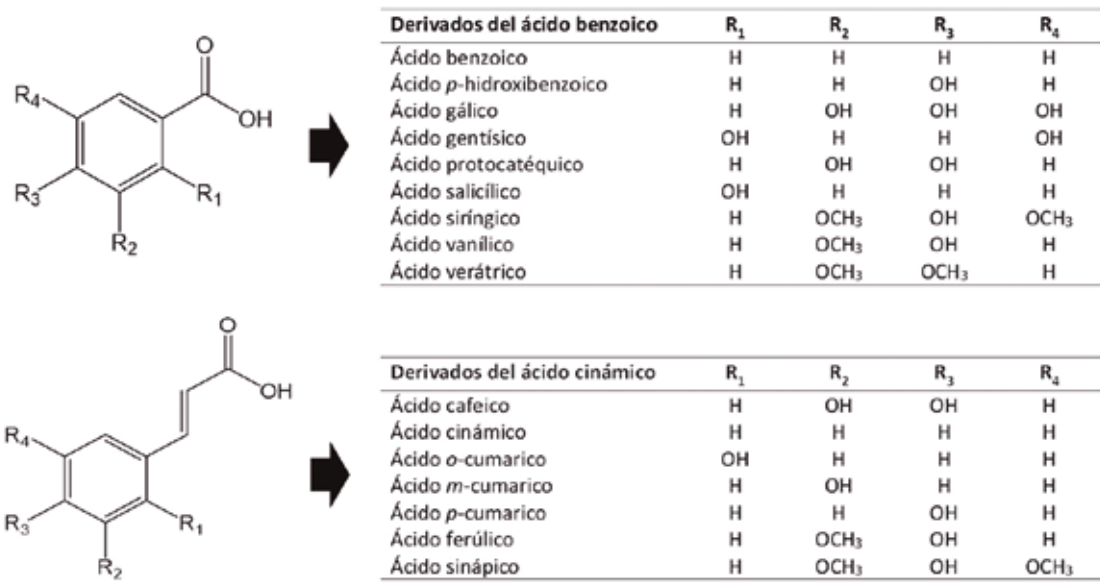 Derivados del ácido benzoico R₁ R₂ R₃ R₄
Ácido benzoico H H H H
Ácido p-hidroxibenzoico H H OH H
Ácido gálico H OH OH OH
Ácido gentísico OH H H OH
Ácido protocatéquico H OH OH H
Ácido salicílico OH H H H
Ácido siríngico H OCH₃ OH OCH₃
Ácido vanílico H OCH₃ OH H
Ácido verátrico H OCH₃ OCH₃ H
O
OH
R₄
R₃
R₁
R₂
Derivados del ácido cinámico R₁ R₂ R₃ R₄
Ácido cafeico H OH OH H
Ácido cinámico H H H H
Ácido o-cumarico OH H H H
Ácido m-cumarico H OH H H
Ácido p-cumarico H H OH H
Ácido ferúlico H OCH₃ OH H
Ácido sinápico H OCH₃ OH OCH₃
O
OH
R₄
R₃
R₁
R₂